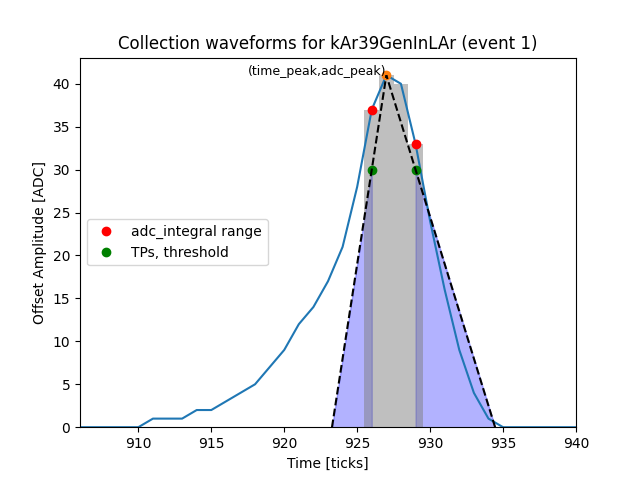 Collection waveforms for kAr39GenInLAr (event 1)
(time_peak,adc_peak)
40
35
30
25
20
15
10
5
0
Offset Amplitude [ADC]
adc_integral range
TPs, threshold
910 915 920 925 930 935 940
Time [ticks]